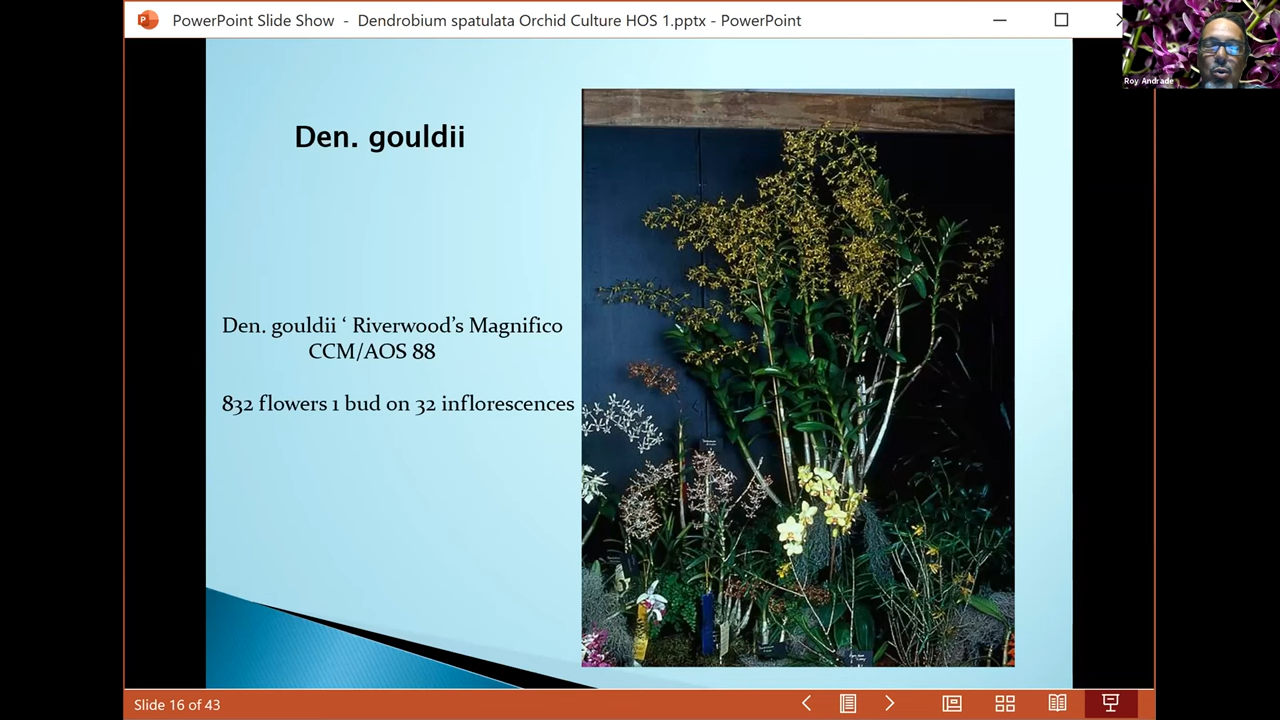 PowerPoint Slide Show - Dendrobium spatulata Orchid Culture HOS 1.pptx - PowerPoint
Roy Andrade
Den. gouldii
Den. gouldii ‘ Riverwood’s Magnifico
CCM/AOS 88
832 flowers 1 bud on 32 inflorescences
Slide 16 of 43